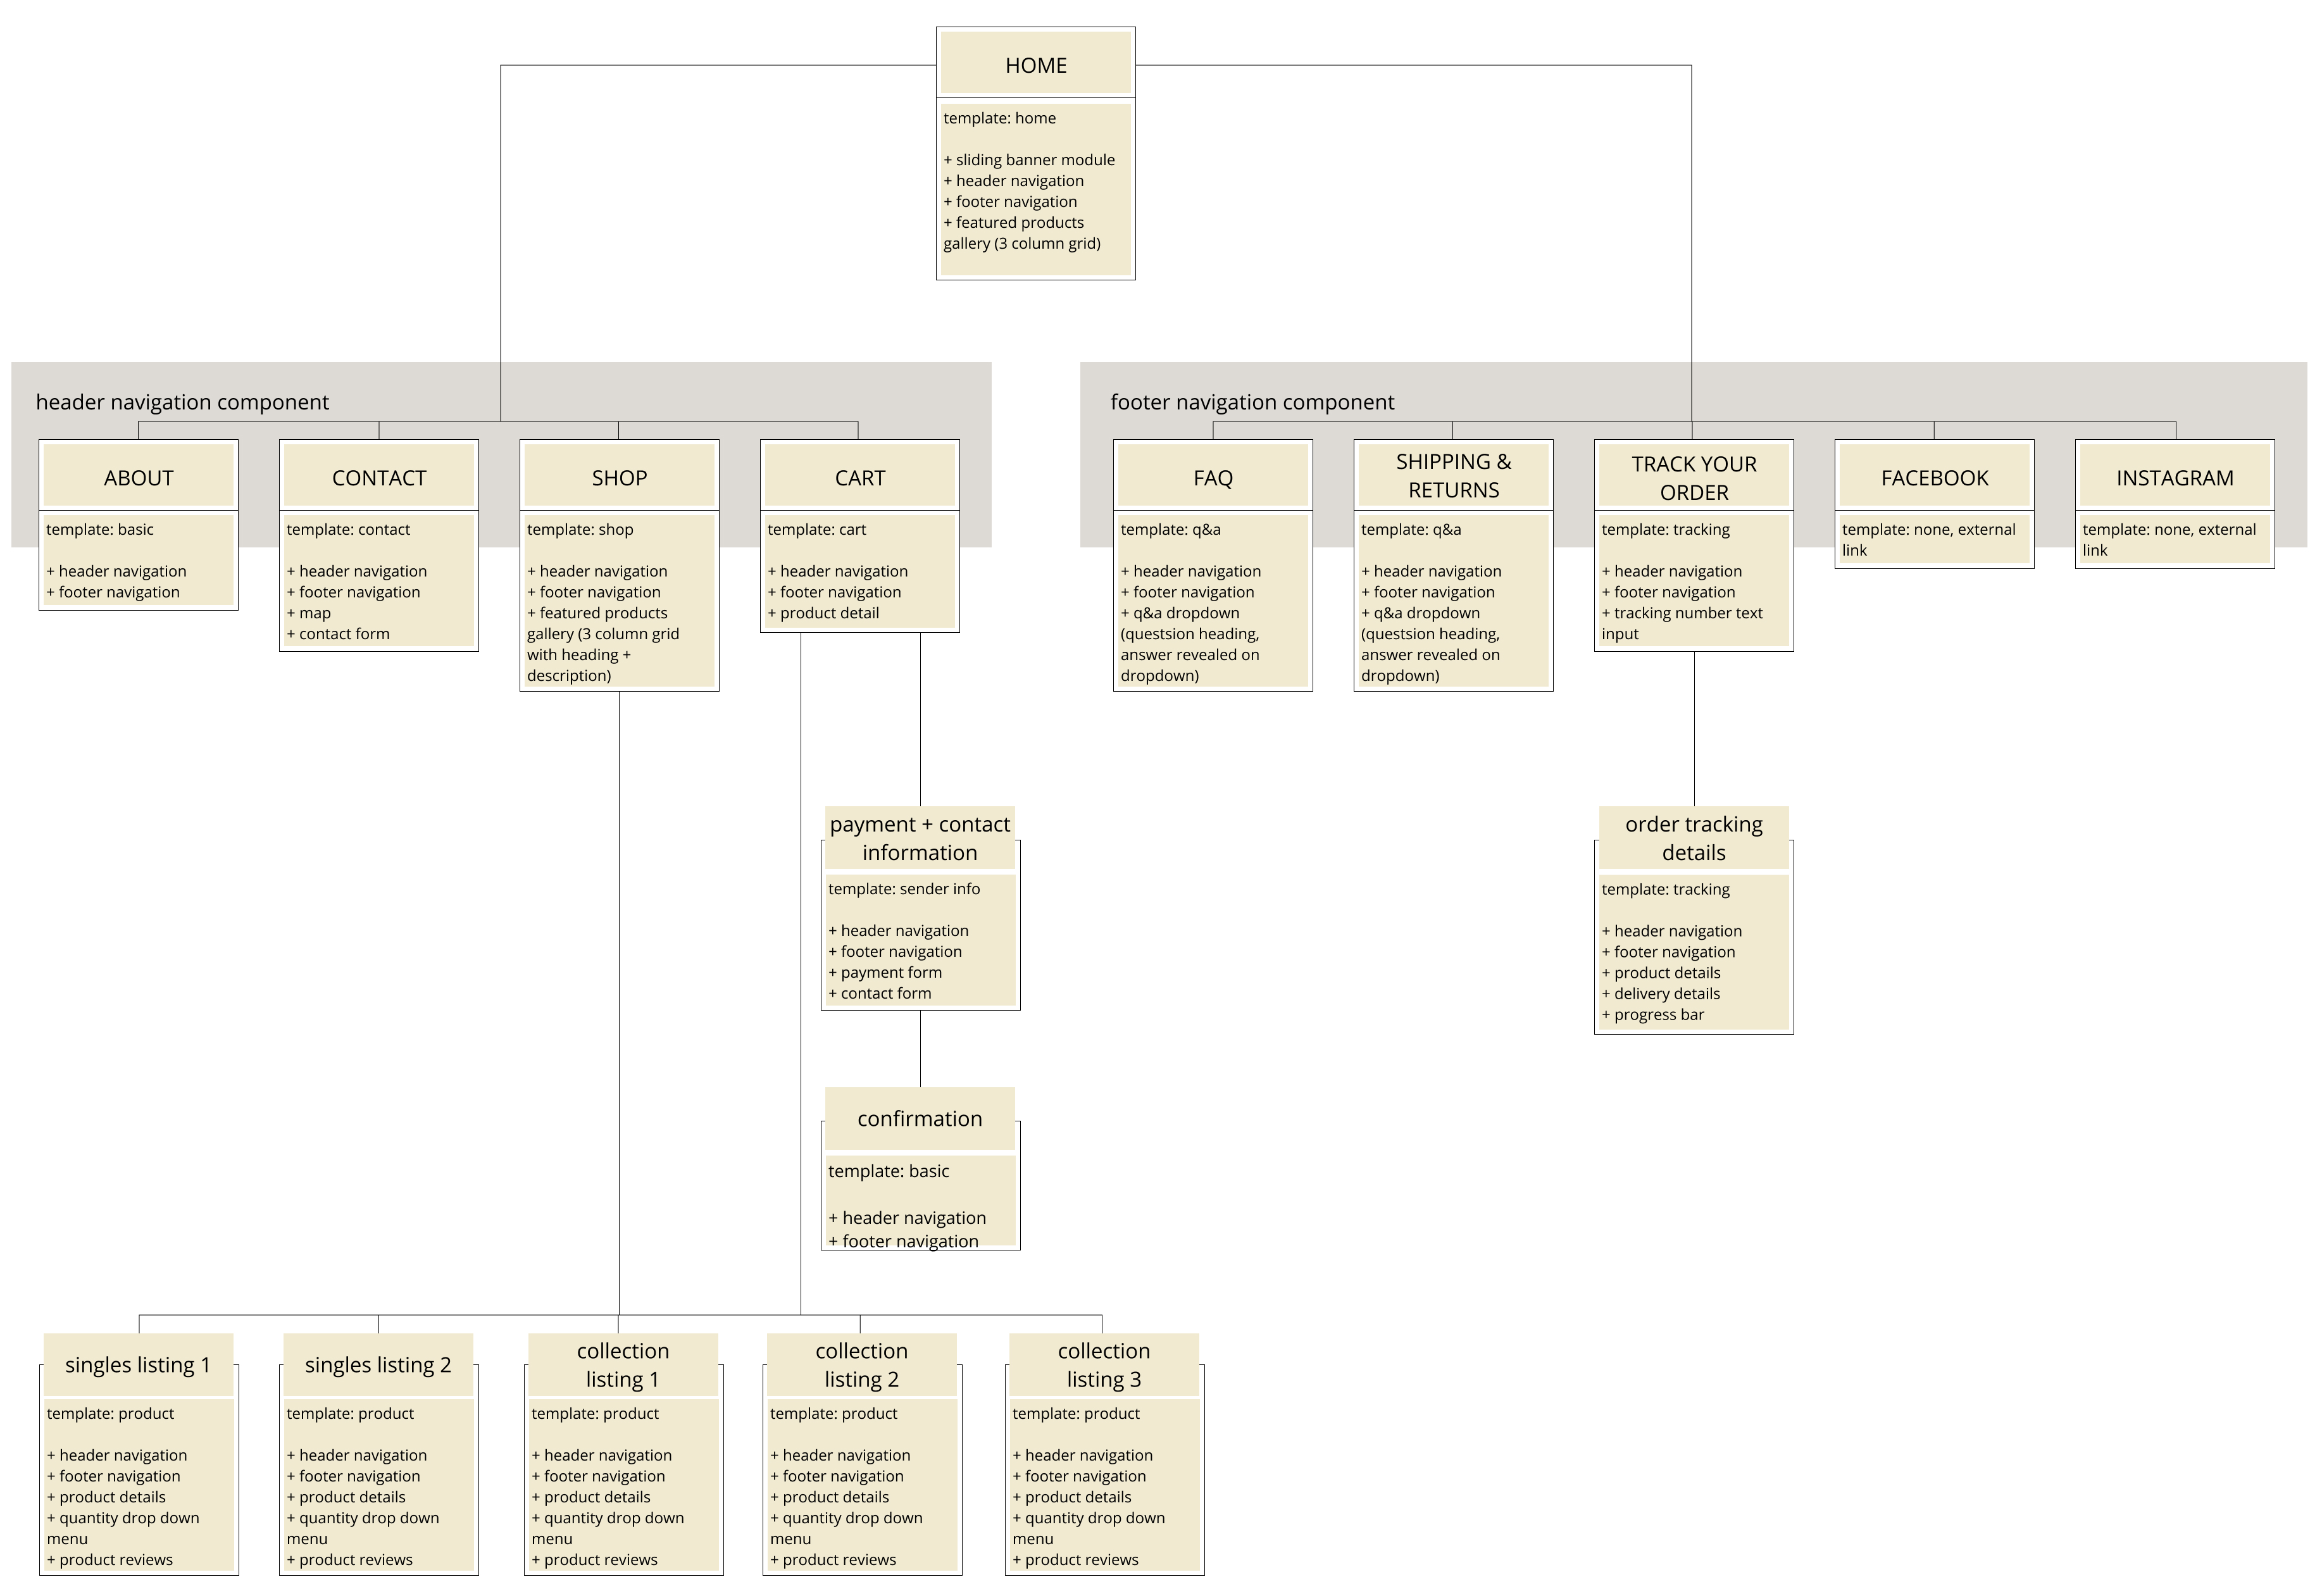 HOME
template: home
+ sliding banner module
+ header navigation
+ footer navigation
+ featured products
gallery (3 column grid)
header navigation component
ABOUT
template: basic
+ header navigation
+ footer navigation
CONTACT
template: contact
+ header navigation
+ footer navigation
+ map
+ contact form
SHOP
template: shop
+ header navigation
+ footer navigation
+ featured products
gallery (3 column grid
with heading +
description)
CART
template: cart
+ header navigation
+ footer navigation
+ product detail
footer navigation component
FAQ
template: q&a
+ header navigation
+ footer navigation
+ q&a dropdown
(questsion heading,
answer revealed on
dropdown)
SHIPPING &
RETURNS
template: q&a
+ header navigation
+ footer navigation
+ q&a dropdown
(questsion heading,
answer revealed on
dropdown)
TRACK YOUR
ORDER
template: tracking
+ header navigation
+ footer navigation
+ tracking number text
input
FACEBOOK
template: none, external
link
INSTAGRAM
template: none, external
link
payment + contact
information
template: sender info
+ header navigation
+ footer navigation
+ payment form
+ contact form
order tracking
details
template: tracking
+ header navigation
+ footer navigation
+ product details
+ delivery details
+ progress bar
confirmation
template: basic
+ header navigation
+ footer navigation
singles listing 1
template: product
+ header navigation
+ footer navigation
+ product details
+ quantity drop down
menu
+ product reviews
singles listing 2
template: product
+ header navigation
+ footer navigation
+ product details
+ quantity drop down
menu
+ product reviews
collection
listing 1
template: product
+ header navigation
+ footer navigation
+ product details
+ quantity drop down
menu
+ product reviews
collection
listing 2
template: product
+ header navigation
+ footer navigation
+ product details
+ quantity drop down
menu
+ product reviews
collection
listing 3
template: product
+ header navigation
+ footer navigation
+ product details
+ quantity drop down
menu
+ product reviews